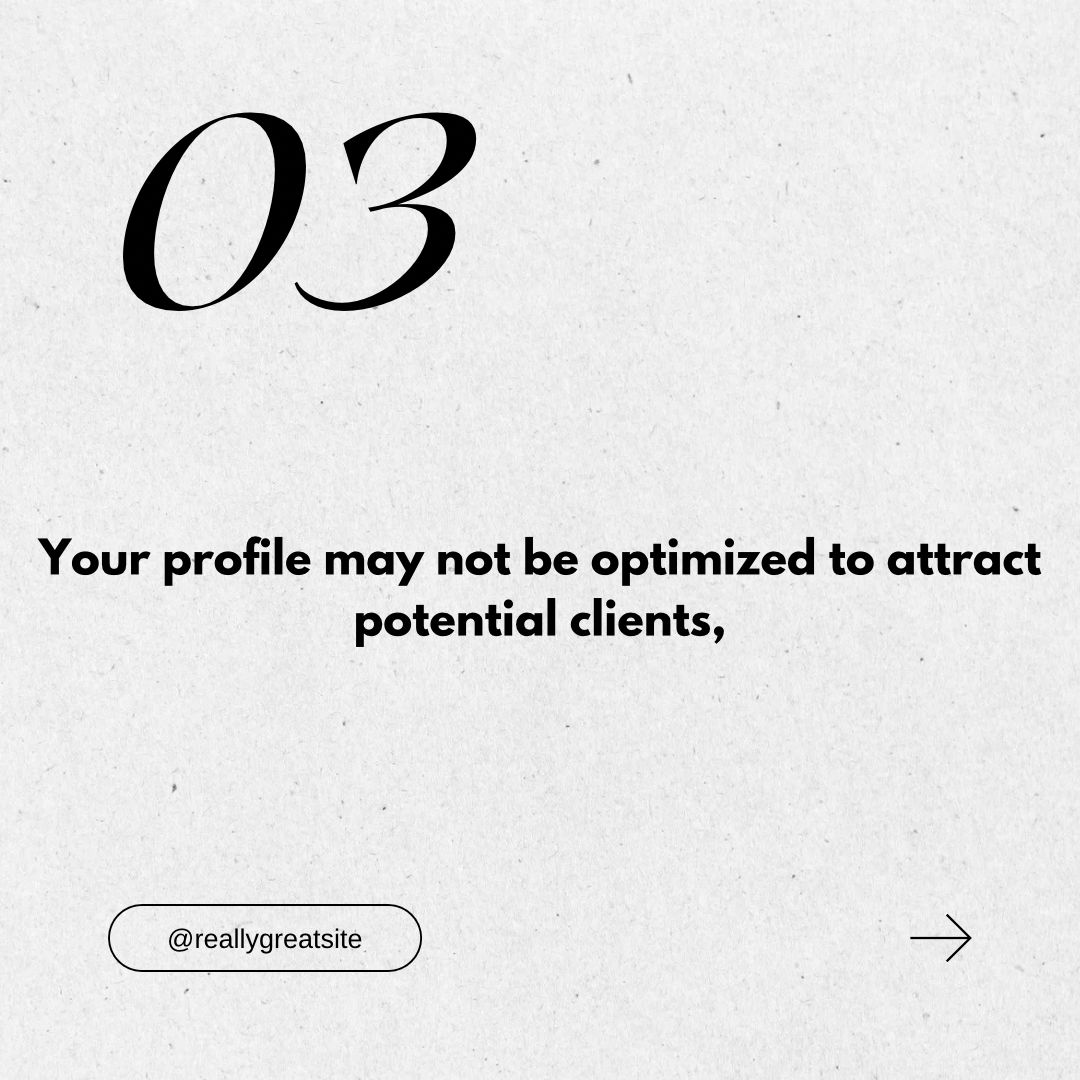 03
Your profile may not be optimized to attract
potential clients,
@reallygreatsite